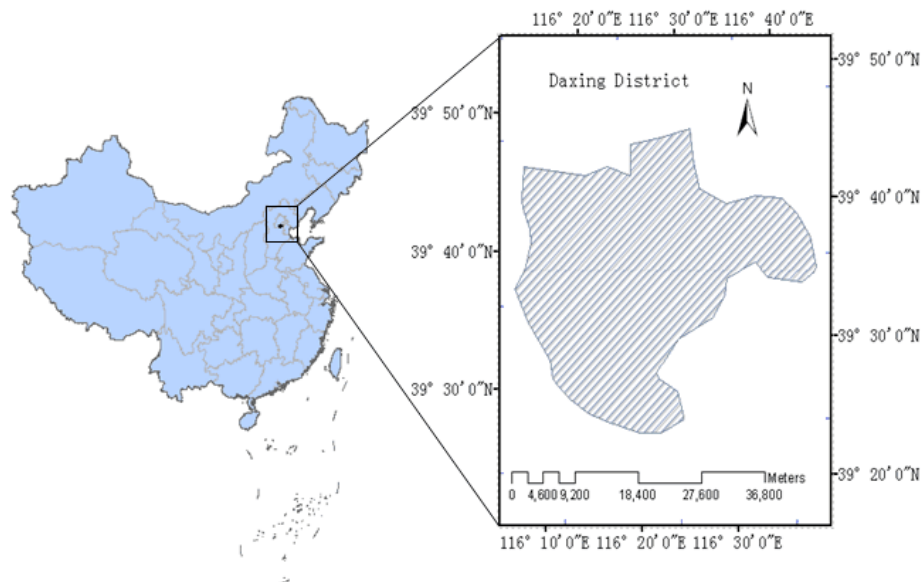 116° 20'0"E 116° 30'0"E 116° 40'0"E
39° 50'0"N
Daxing District
N
39° 50'0"N
39° 40'0"N
39° 40'0"N
39° 30'0"N
39° 30'0"N
39° 20'0"N
Meters
0 4,600 9,200 18,400 27,600 36,800
116° 10'0"E 116° 20'0"E 116° 30'0"E